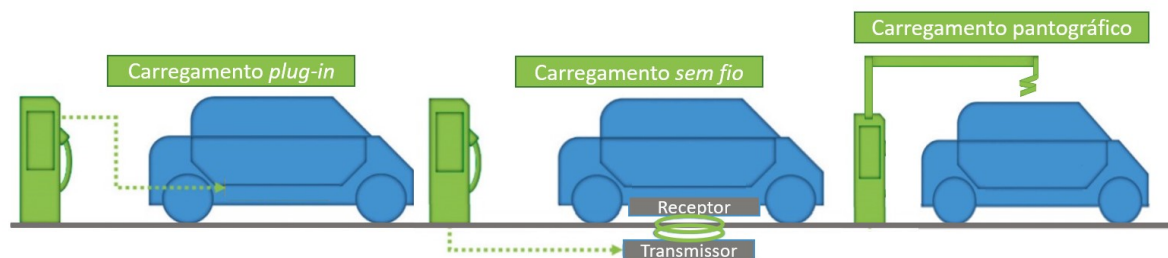 Carregamento plug-in
Carregamento sem fio
Carregamento pantográfico
Receptor
Transmissor